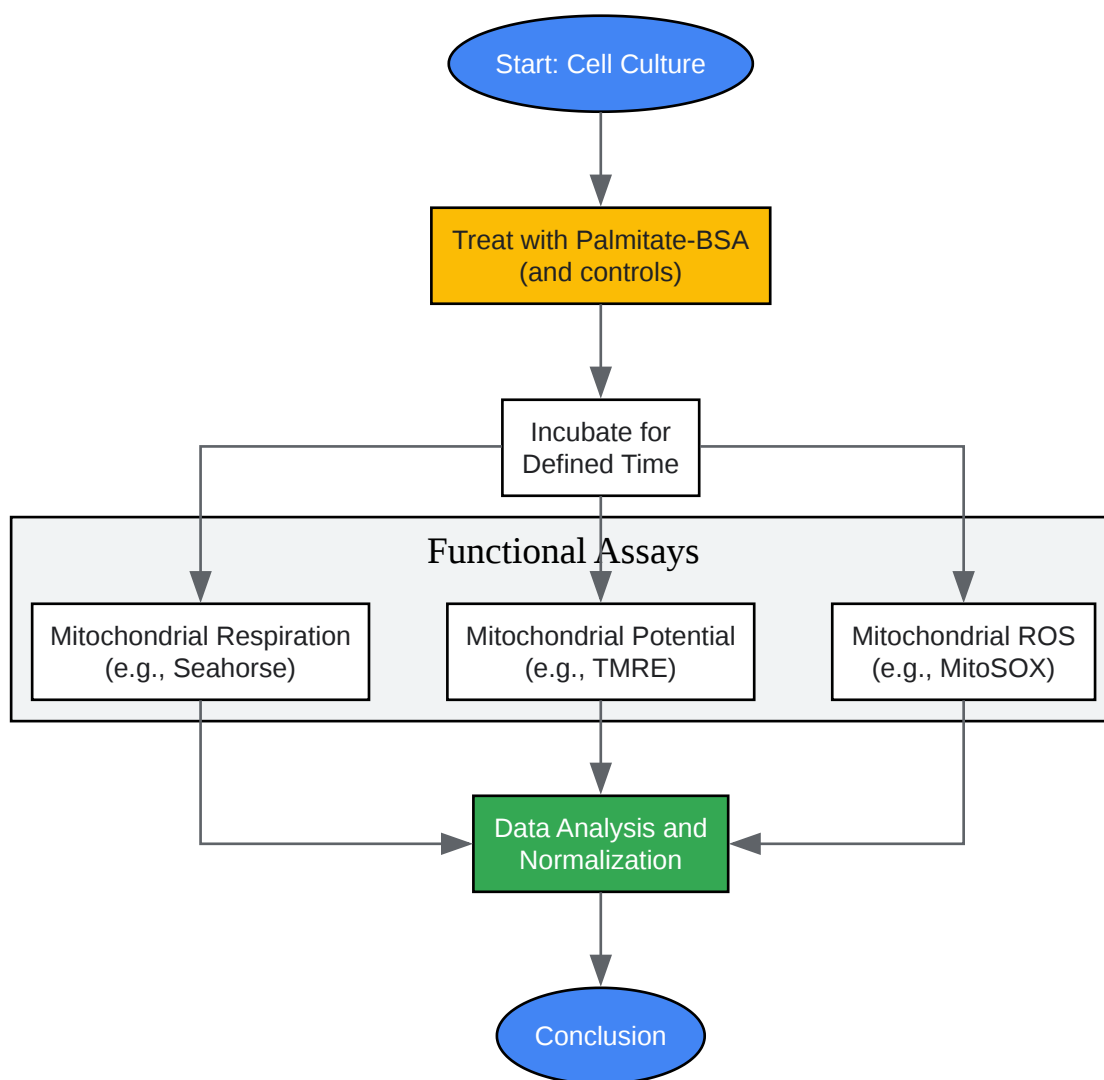 Start: Cell Culture
Treat with Palmitate-BSA
(and controls)
Incubate for
Defined Time
Functional Assays
Mitochondrial Respiration
(e.g., Seahorse)
Mitochondrial Potential
(e.g., TMRE)
Mitochondrial ROS
(e.g., MitoSOX)
Data Analysis and
Normalization
Conclusion